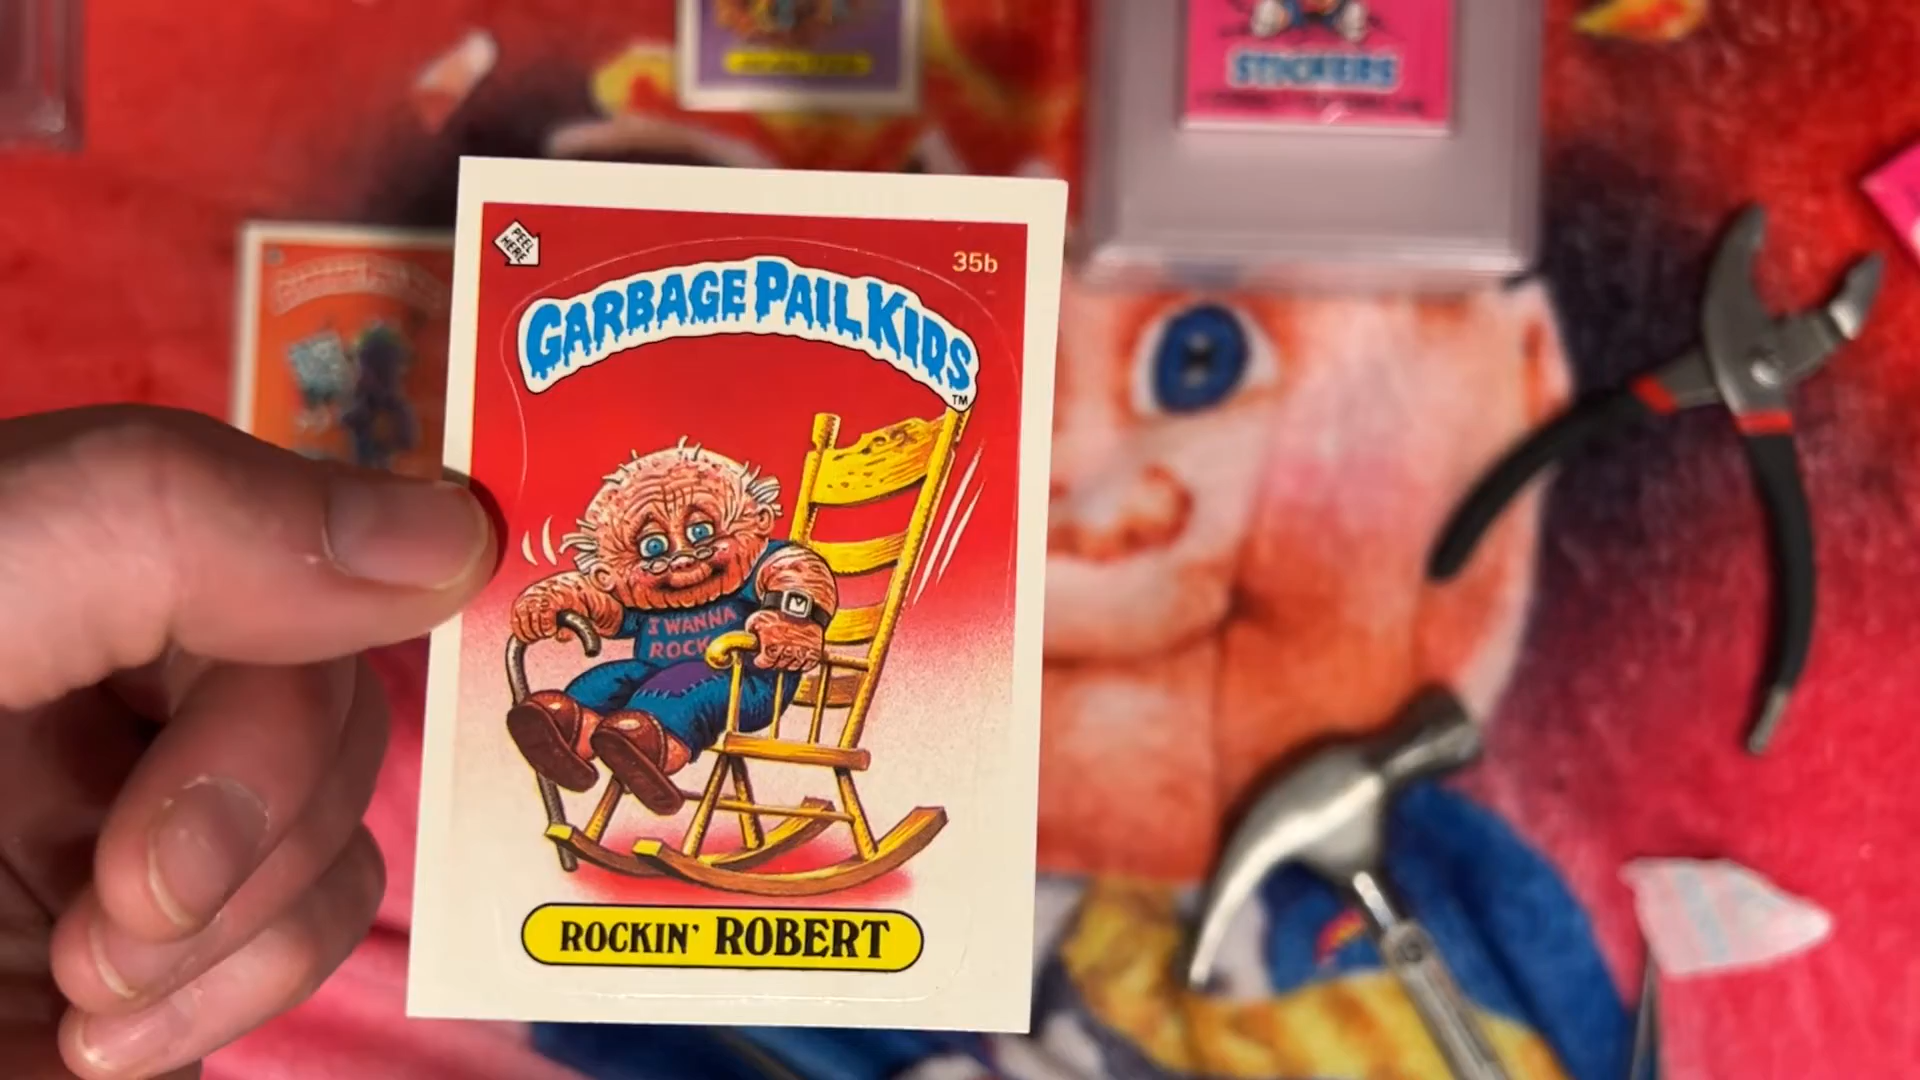 STICKERS
PEEL
HERE
35b
GARBAGE PAIL KIDS
TM
I WANNA
ROCK
ROCKIN' ROBERT